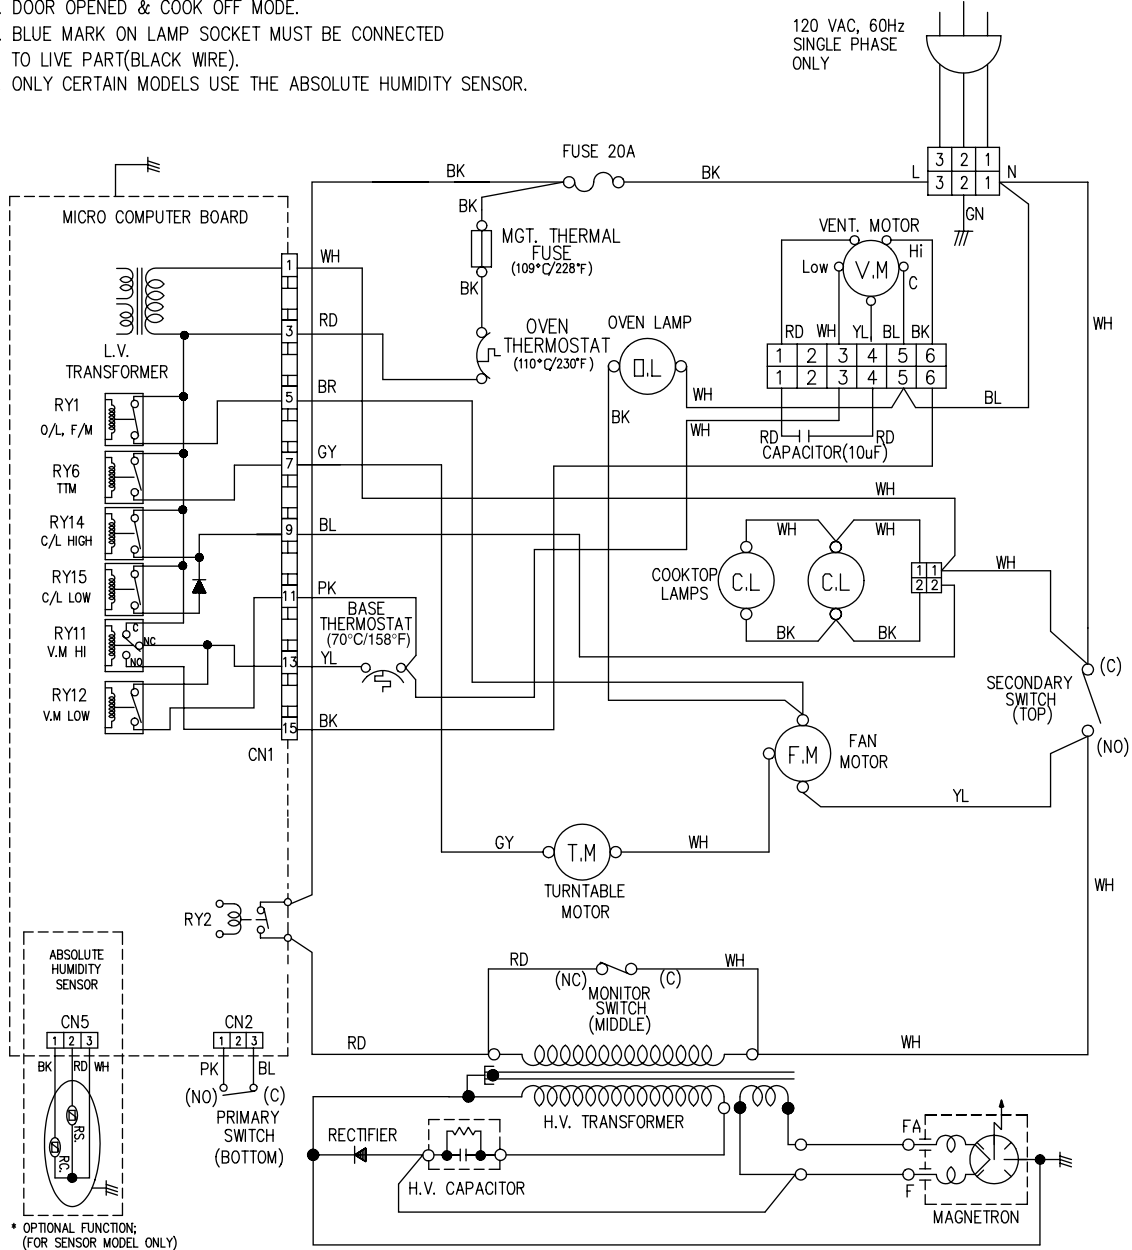 . DOOR OPENED & COOK OFF MODE.
. BLUE MARK ON LAMP SOCKET MUST BE CONNECTED
TO LIVE PART(BLACK WIRE).
ONLY CERTAIN MODELS USE THE ABSOLUTE HUMIDITY SENSOR.
120 VAC, 60Hz
SINGLE PHASE
ONLY
FUSE 20A
BK
BK
L
3 2 1
3 2 1
N
GN
MICRO COMPUTER BOARD
BK
MGT. THERMAL
FUSE
(109°C/228°F)
BK
VENT. MOTOR
Hi
Low
V.M
C
1
WH
3
RD
OVEN
THERMOSTAT
(110°C/230°F)
OVEN LAMP
O.L
RD WH YL BL BK
1 2 3 4 5 6
1 2 3 4 5 6
WH
L.V.
TRANSFORMER
5
BR
WH
BL
RY1
O/L, F/M
BK
WH
RD
RD
CAPACITOR(10uF)
7
GY
RY6
TTM
WH
RY14
C/L HIGH
9
BL
WH
WH
RY15
C/L LOW
COOKTOP
LAMPS
C.L
C.L
1 1
2 2
WH
11
PK
BASE
THERMOSTAT
(70°C/158°F)
BK
BK
RY11
V.M HI
C
NC
NO
13
YL
(C)
SECONDARY
SWITCH
(TOP)
RY12
V.M LOW
15
BK
(NO)
CN1
F.M
FAN
MOTOR
YL
GY
T.M
WH
TURNTABLE
MOTOR
WH
RY2
ABSOLUTE
HUMIDITY
SENSOR
RD
WH
(NC)
(C)
MONITOR
SWITCH
(MIDDLE)
CN5
1 2 3
CN2
1 2 3
RD
WH
BK
RD
WH
PK
BL
(NO)
(C)
PRIMARY
SWITCH
(BOTTOM)
H.V. TRANSFORMER
RS.
RC.
RECTIFIER
H.V. CAPACITOR
FA
F
MAGNETRON
* OPTIONAL FUNCTION;
(FOR SENSOR MODEL ONLY)